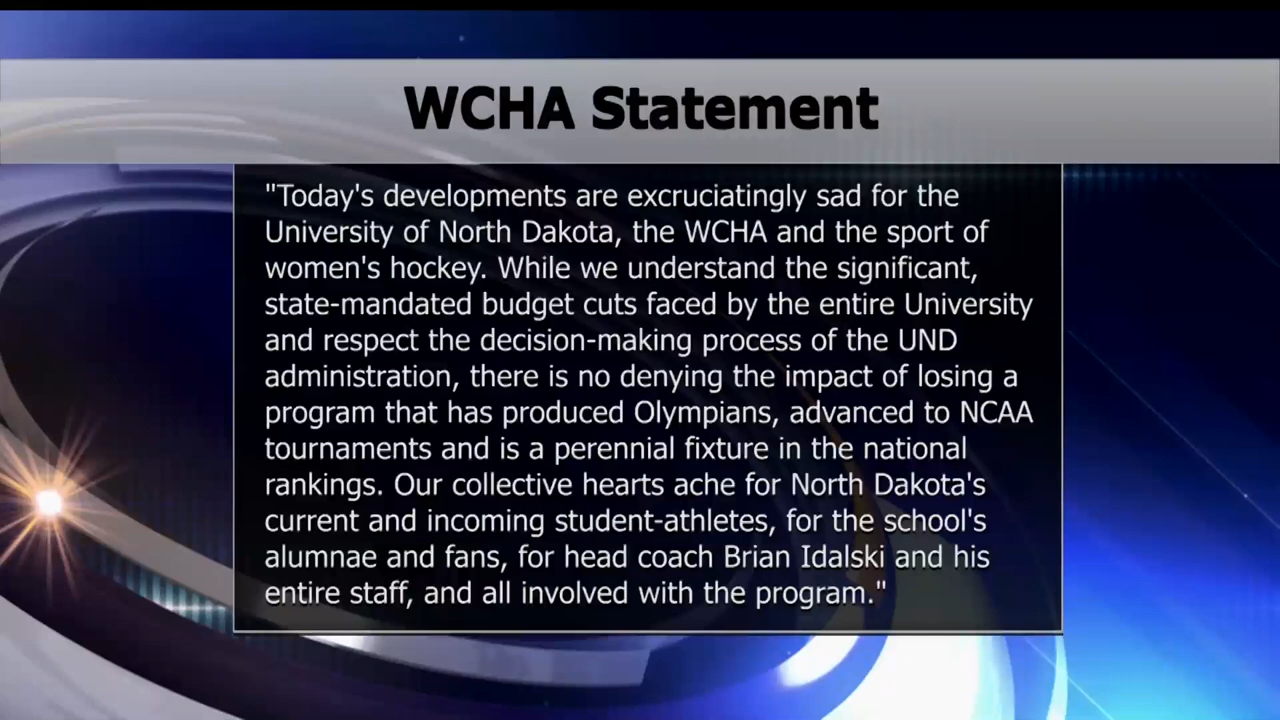 WCHA Statement
"Today's developments are excruciatingly sad for the
University of North Dakota, the WCHA and the sport of
women's hockey. While we understand the significant,
state-mandated budget cuts faced by the entire University
and respect the decision-making process of the UND
administration, there is no denying the impact of losing a
program that has produced Olympians, advanced to NCAA
tournaments and is a perennial fixture in the national
rankings. Our collective hearts ache for North Dakota's
current and incoming student-athletes, for the school's
alumnae and fans, for head coach Brian Idalski and his
entire staff, and all involved with the program."